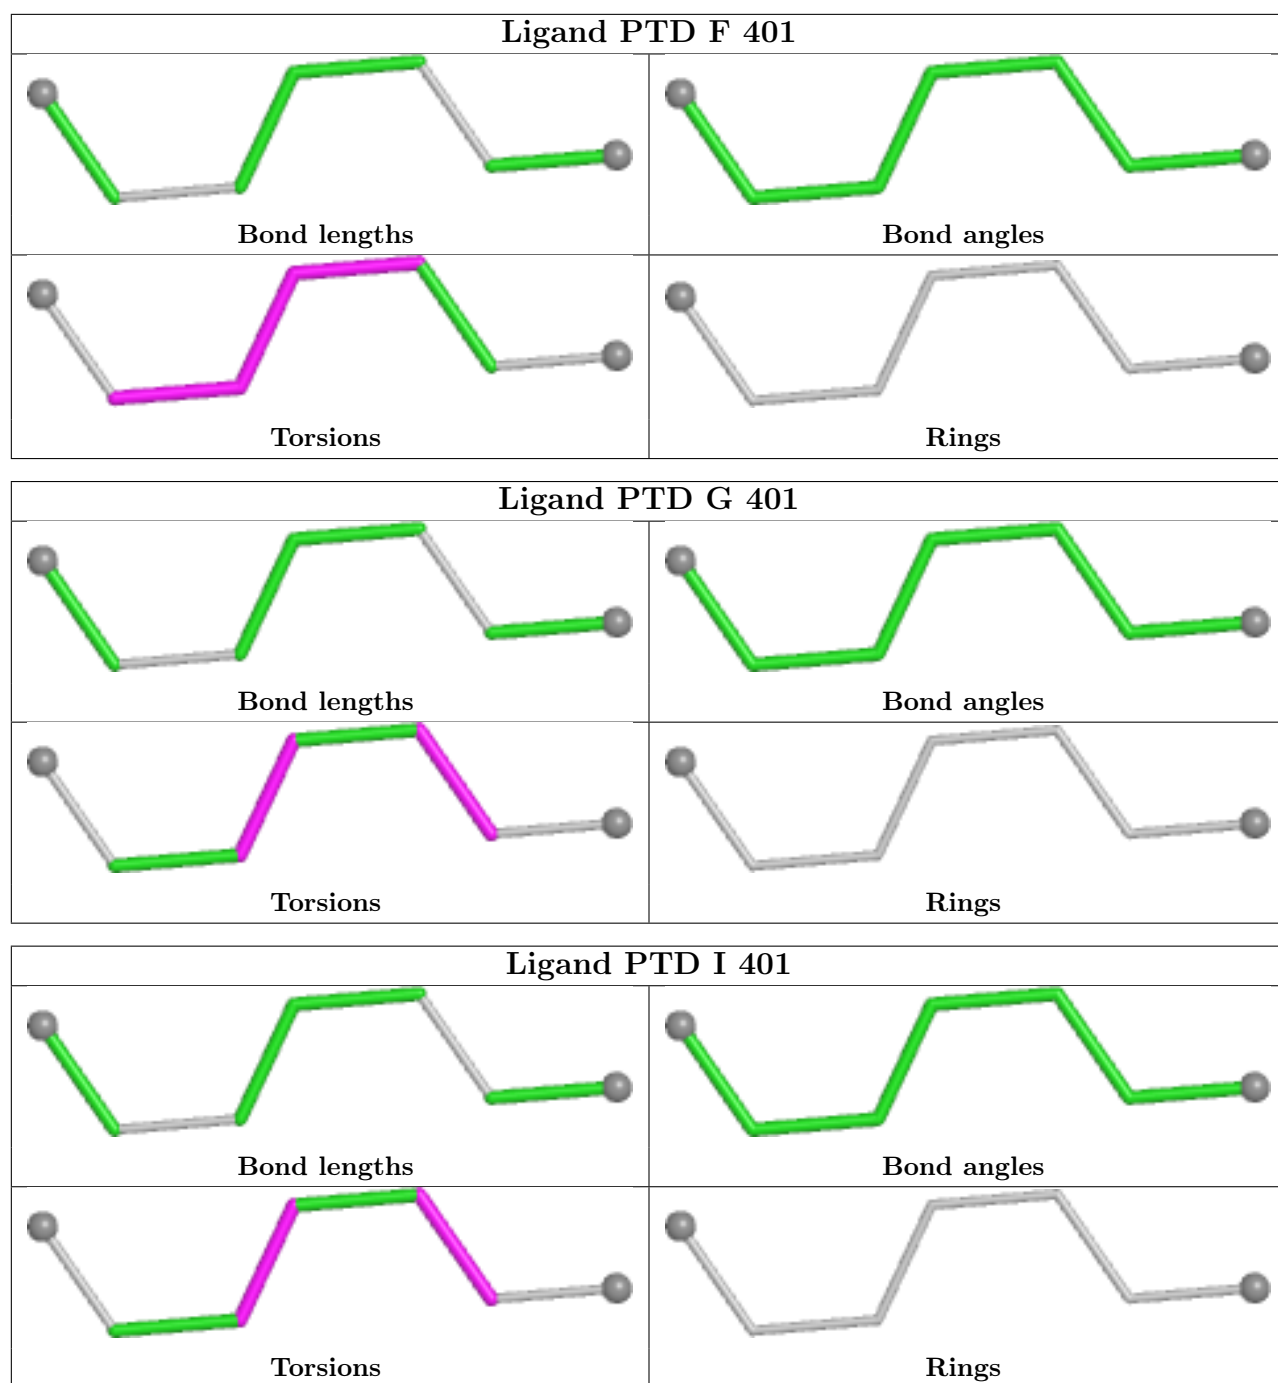 Ligand PTD F 401
Bond lengths
Bond angles
Torsions
Rings
Ligand PTD G 401
Bond lengths
Bond angles
Torsions
Rings
Ligand PTD I 401
Bond lengths
Bond angles
Torsions
Rings